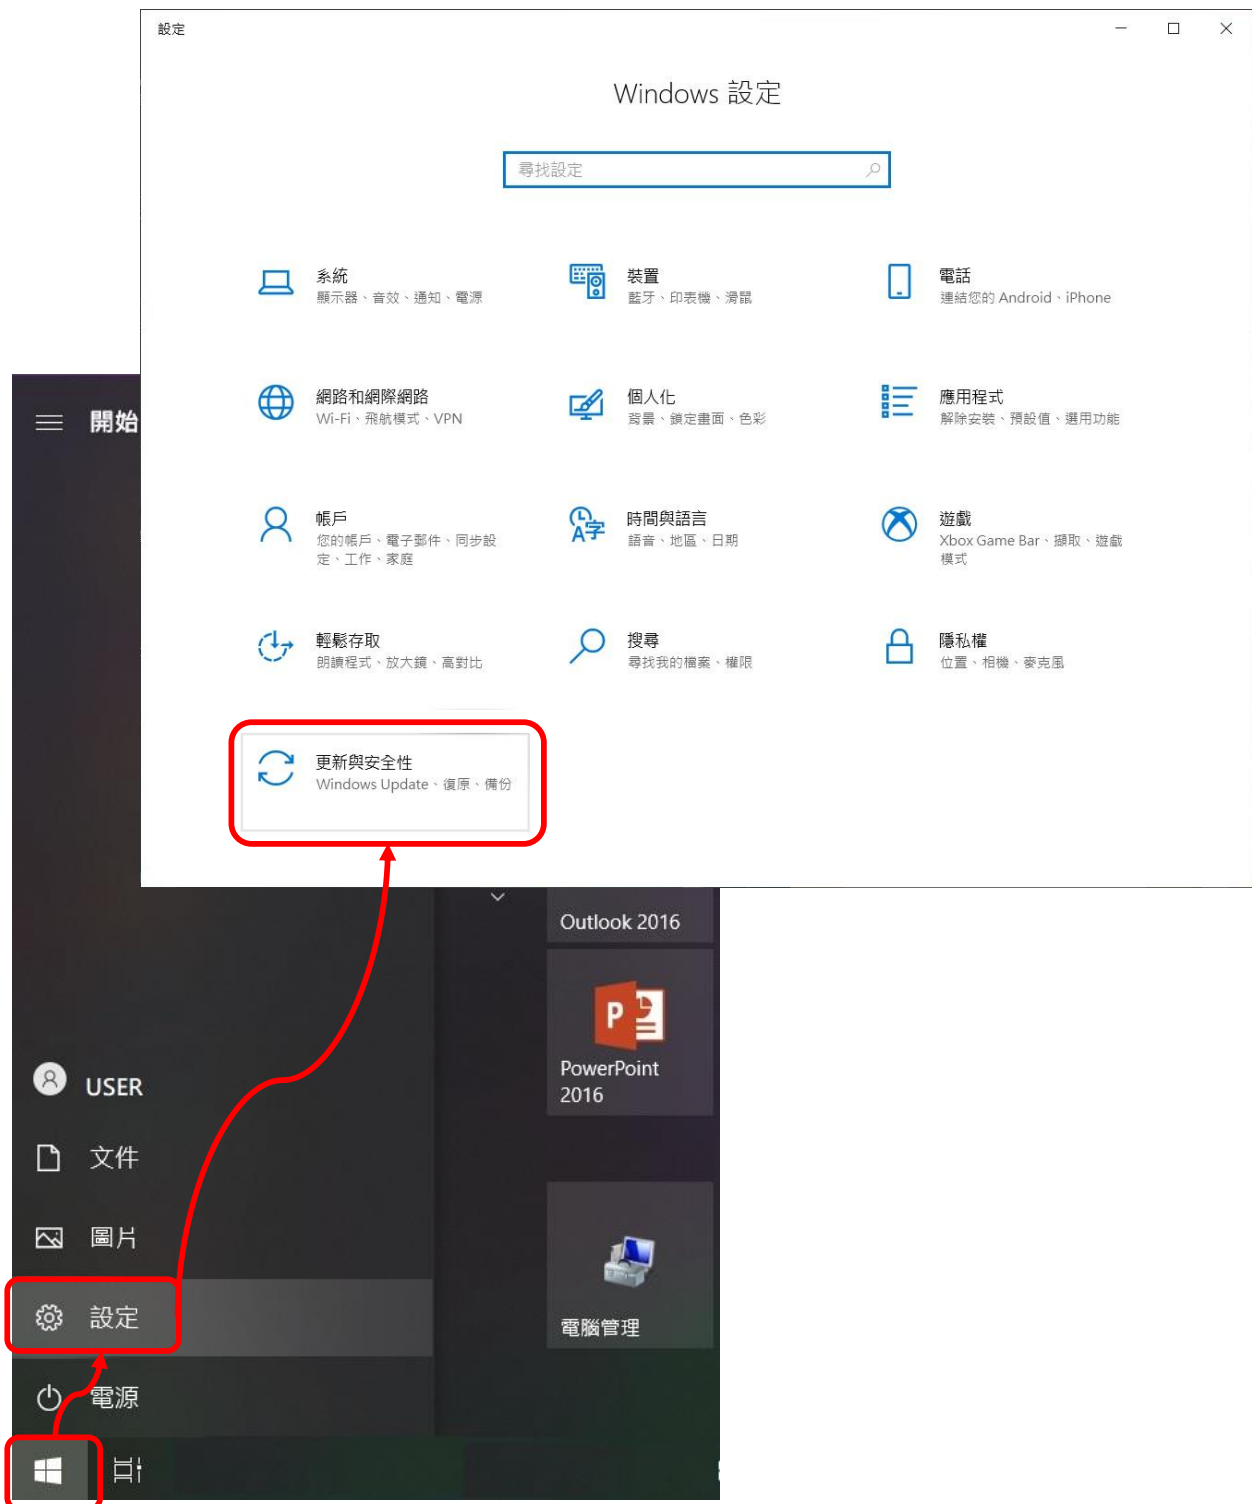 設定
Windows 設定
尋找設定
系統
顯示器、音效、通知、電源
裝置
藍牙、印表機、滑鼠
電話
連結您的 Android、iPhone
網路和網際網路
Wi-Fi、飛航模式、VPN
個人化
背景、鎖定畫面、色彩
應用程式
解除安裝、預設值、選用功能
帳戶
您的帳戶、電子郵件、同步設
定、工作、家庭
時間與語言
語音、地區、日期
遊戲
Xbox Game Bar、擷取、遊戲
模式
輕鬆存取
朗讀程式、放大鏡、高對比
搜尋
尋找我的檔案、權限
隱私權
位置、相機、麥克風
更新與安全性
Windows Update、復原、備份
開始
Outlook 2016
PowerPoint
2016
USER
文件
圖片
設定
電腦管理
電源